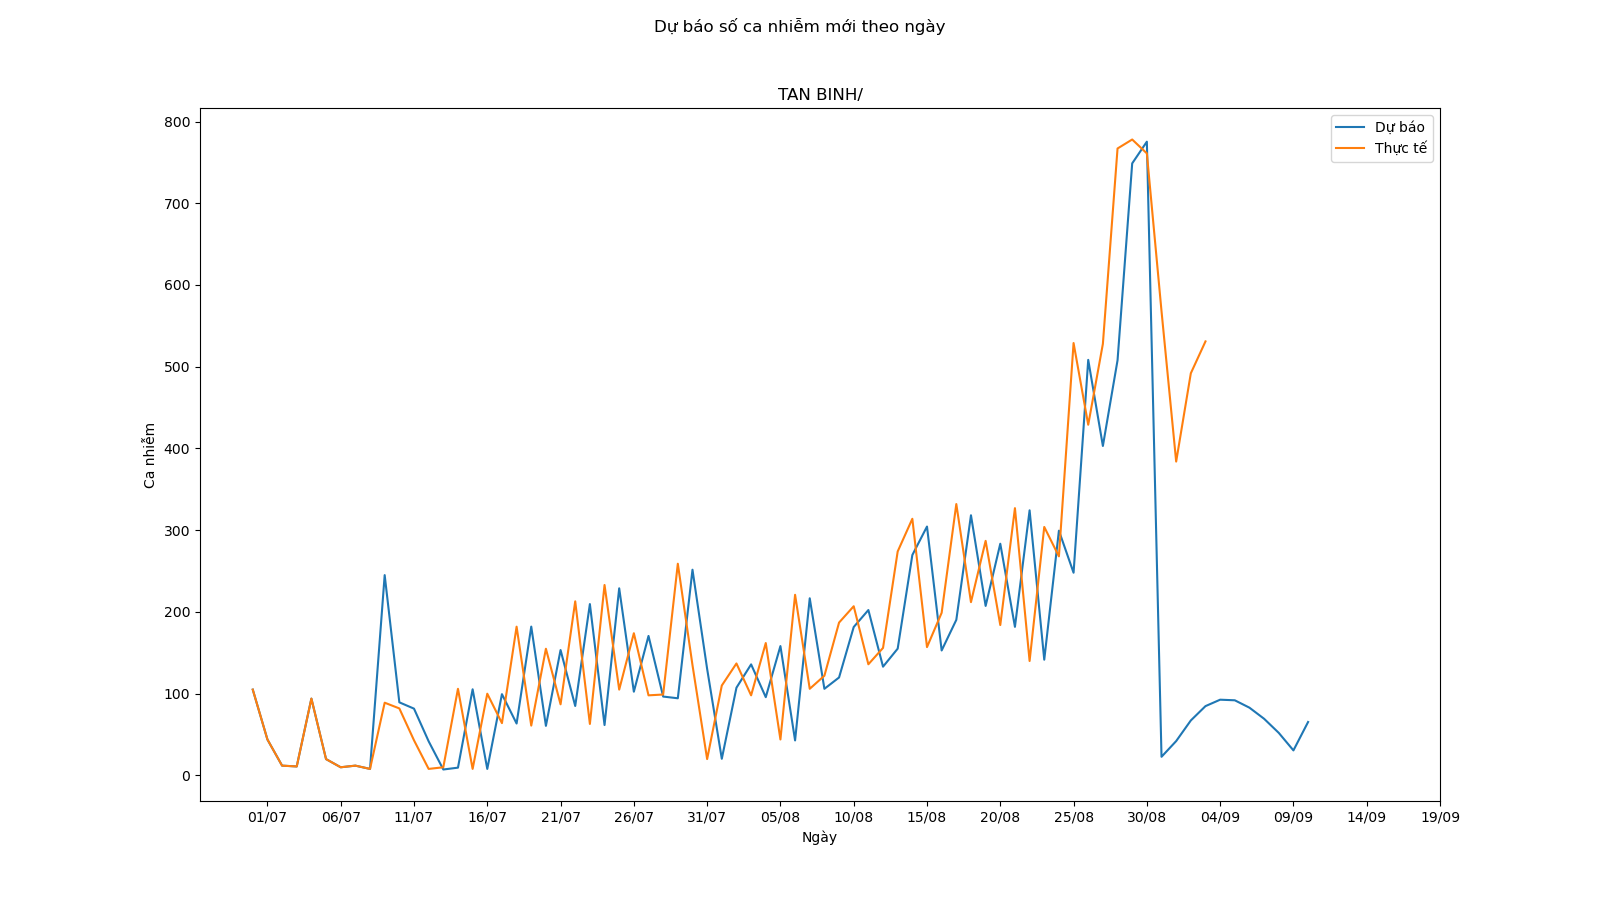 Dự báo số ca nhiễm mới theo ngày
TAN BINH/
Dự báo
Thực tế
800
700
600
500
400
300
200
100
0
Ca nhiễm
01/07 06/07 11/07 16/07 21/07 26/07 31/07 05/08 10/08 15/08 20/08 25/08 30/08 04/09 09/09 14/09 19/09
Ngày